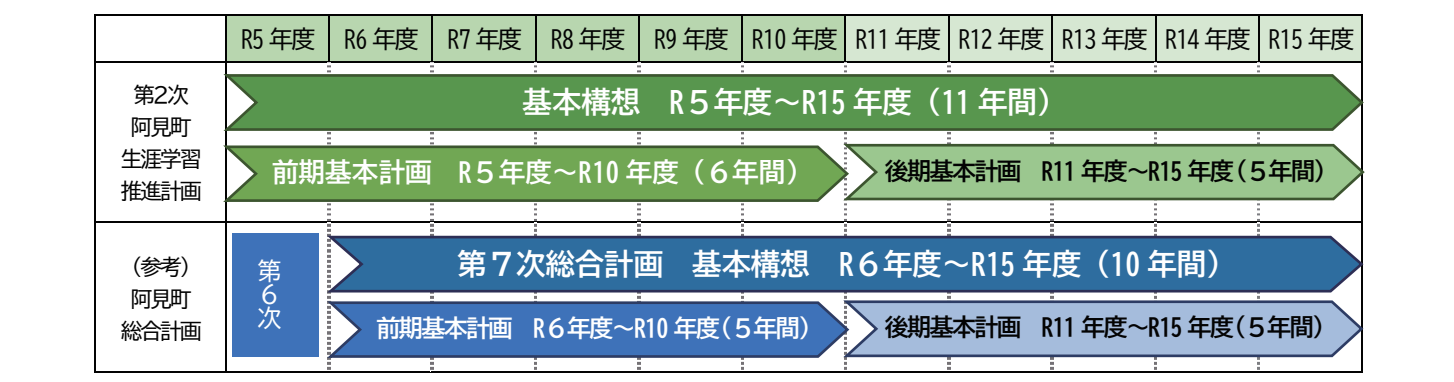 R5 年度 R6 年度 R7 年度 R8 年度 R9 年度 R10 年度 R11 年度 R12 年度 R13 年度 R14 年度 R15 年度
第2次
阿見町
生涯学習
推進計画
基本構想　R５年度～R15 年度（11 年間）
前期基本計画　R５年度～R10 年度（６年間）
後期基本計画　R11 年度～R15 年度（５年間）
（参考）
阿見町
総合計画
第６次
第７次総合計画　基本構想　R６年度～R15 年度（10 年間）
前期基本計画　R６年度～R10 年度（５年間）
後期基本計画　R11 年度～R15 年度（５年間）